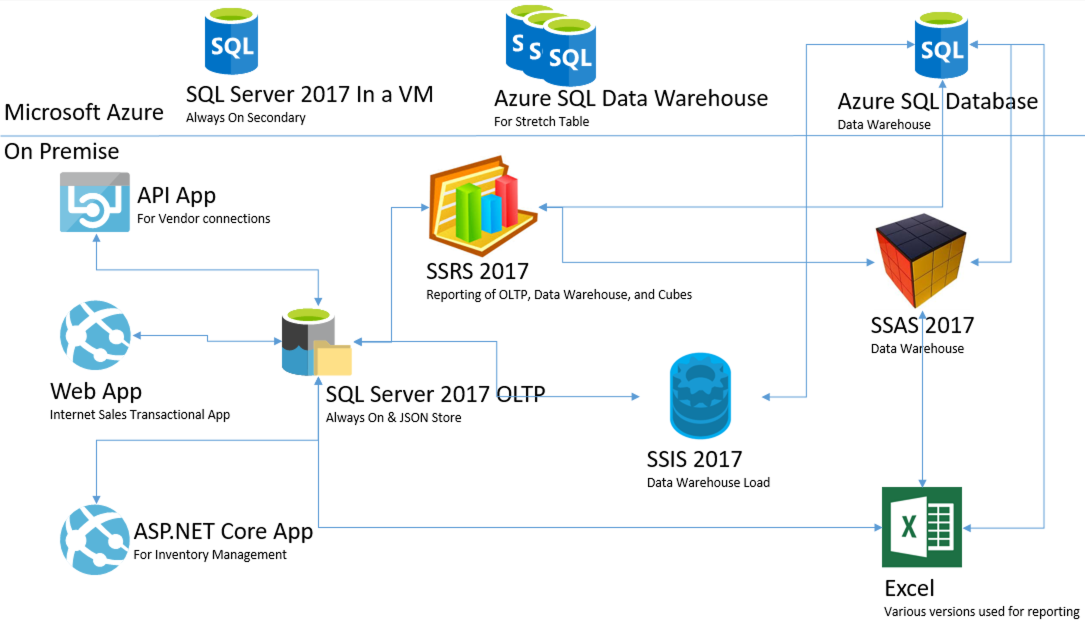 SQL
S
S
SQL
SQL
SQL Server 2017 In a VM
Always On Secondary
Azure SQL Data Warehouse
For Stretch Table
Azure SQL Database
Data Warehouse
Microsoft Azure
On Premise
API App
For Vendor connections
SSRS 2017
Reporting of OLTP, Data Warehouse, and Cubes
SSAS 2017
Data Warehouse
Web App
Internet Sales Transactional App
SQL Server 2017 OLTP
Always On & JSON Store
SSIS 2017
Data Warehouse Load
ASP.NET Core App
For Inventory Management
X
Excel
Various versions used for reporting